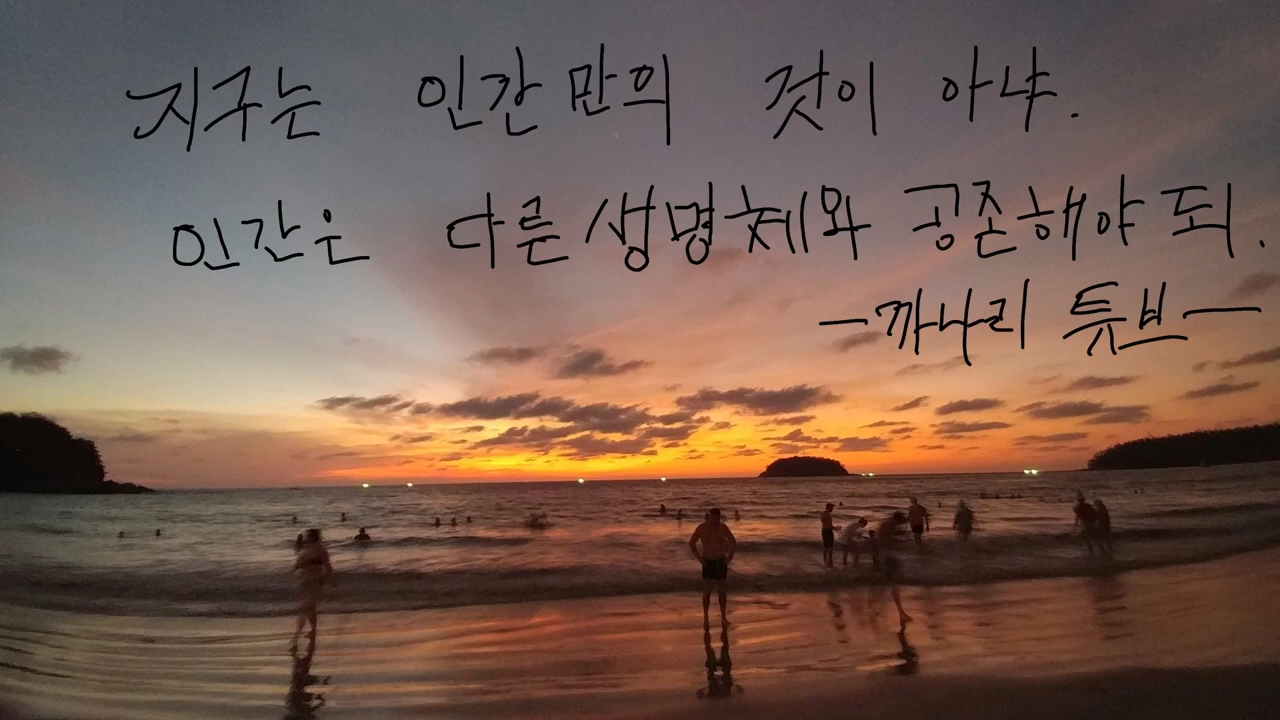 지구는 인간만의 것이 아냐.
인간은 다른 생명체와 공존해야 되.
-까나리 튜브-